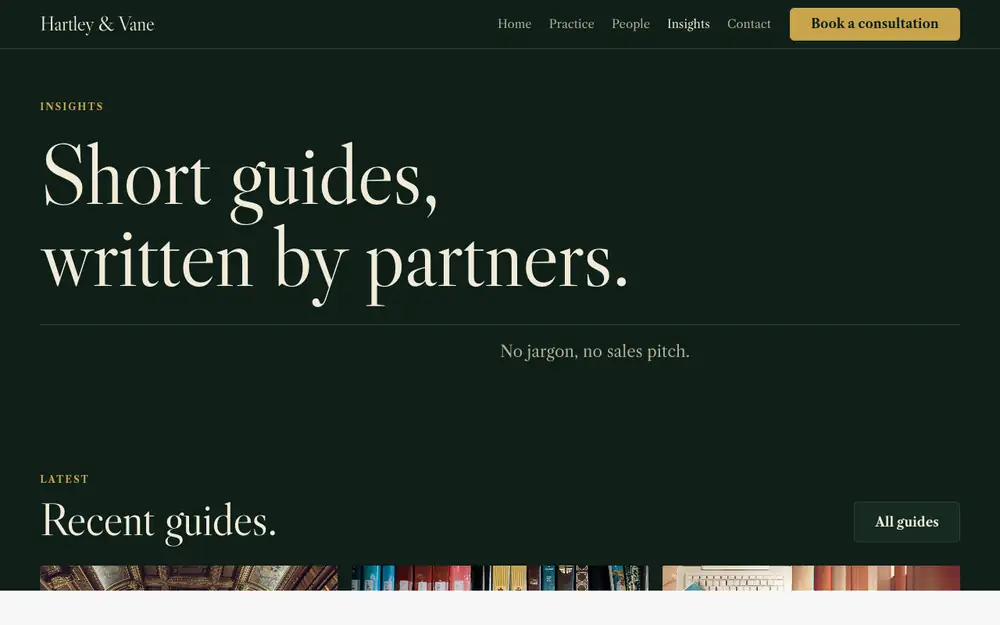 Hartley & Vane
Home Practice People Insights Contact Book a consultation
INSIGHTS
Short guides,
written by partners.
No jargon, no sales pitch.
LATEST
Recent guides.
All guides